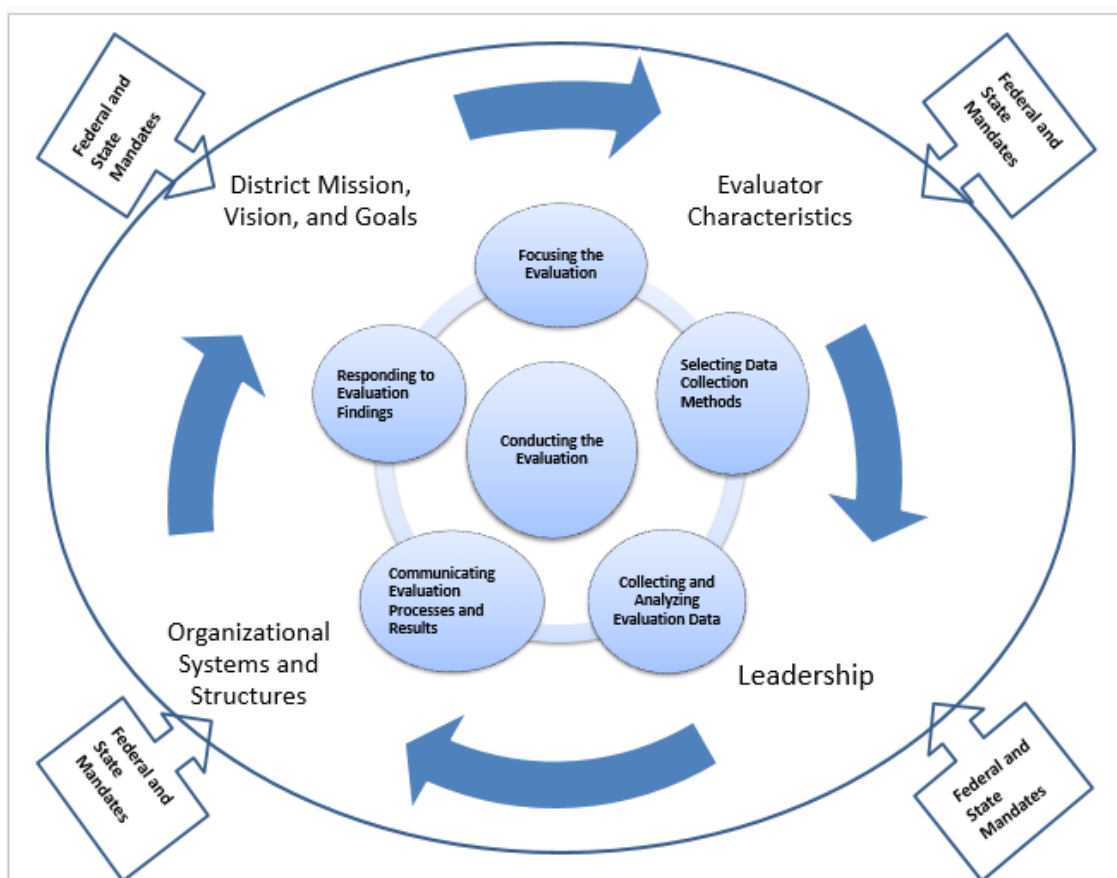 Federal and
State
Mandates
Federal and
State
Mandates
District Mission,
Vision, and Goals
Evaluator
Characteristics
Focusing the
Evaluation
Responding to
Evaluation
Findings
Selecting Data
Collection
Methods
Conducting the
Evaluation
Communicating
Evaluation
Processes and
Results
Collecting and
Analyzing
Evaluation Data
Organizational
Systems and
Structures
Leadership
Federal and
State
Mandates
Federal and
State
Mandates